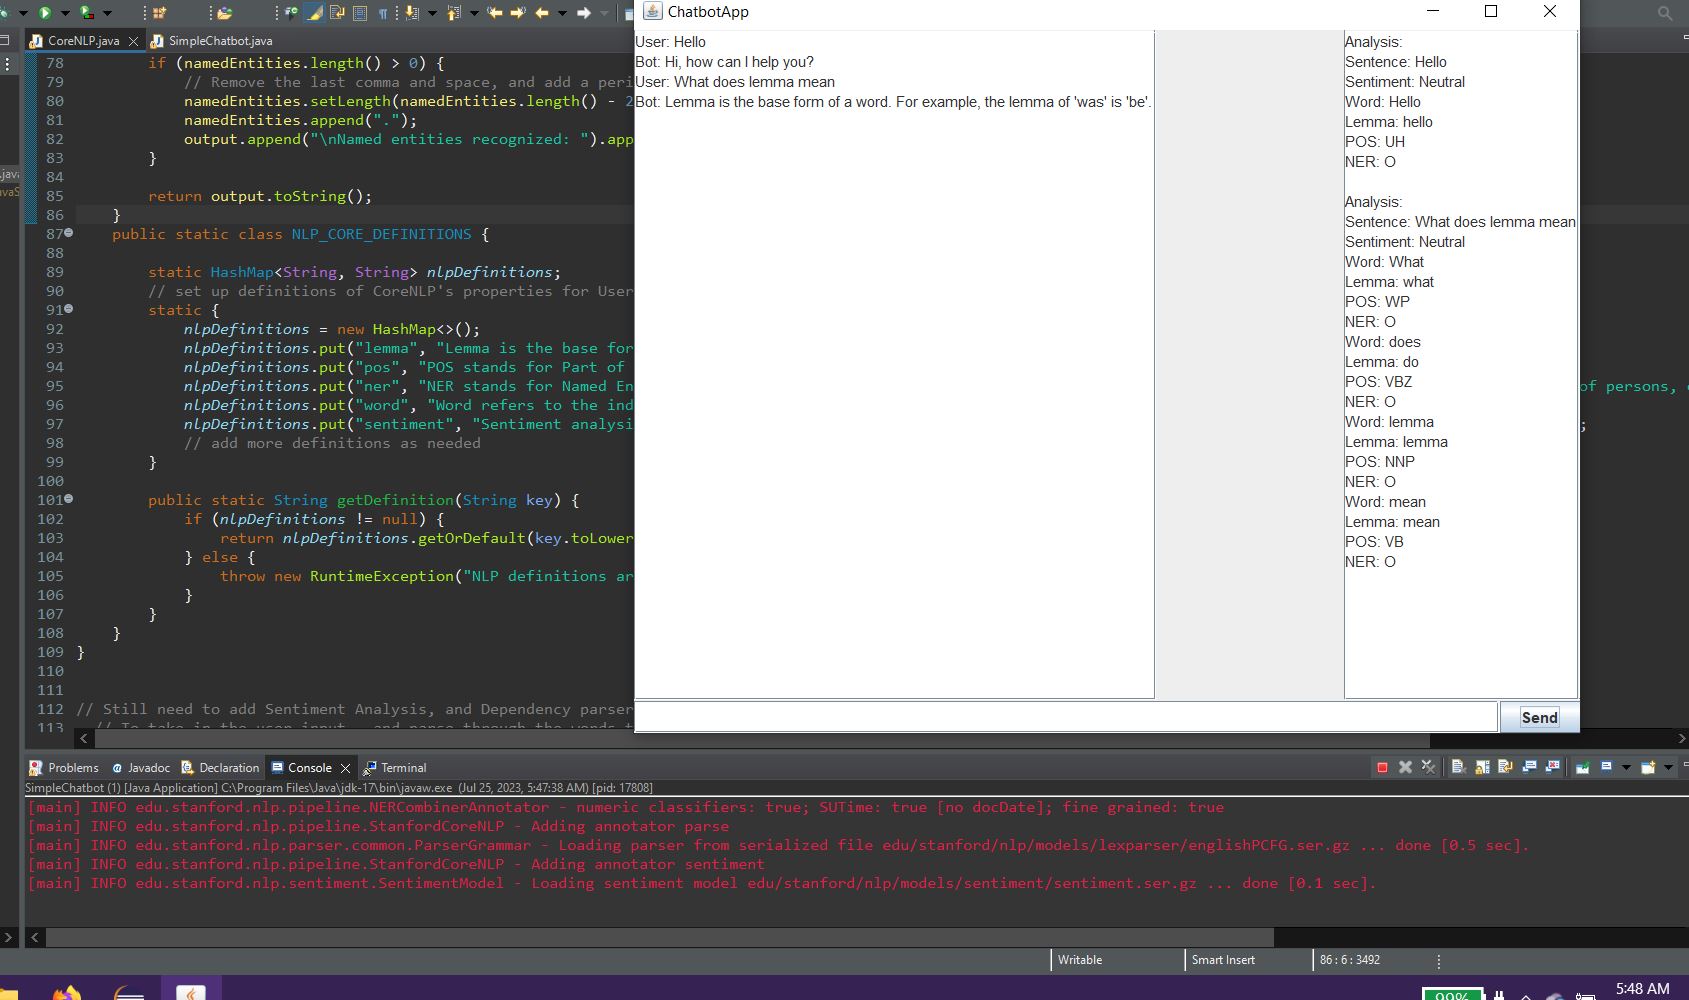 CoreNLP.java
SimpleChatbot.java
78 if (namedEntities.length() > 0) {
79 // Remove the last comma and space, and add a peri
80 namedEntities.setLength(namedEntities.length() - 2
81 namedEntities.append(".");
82 output.append("\nNamed entities recognized: ").app
83 }
84
85 return output.toString();
86 }
87 public static class NLP_CORE_DEFINITIONS {
88
89 static HashMap<String, String> nlpDefinitions;
90 // set up definitions of CoreNLP's properties for User
91 static {
92 nlpDefinitions = new HashMap<>();
93 nlpDefinitions.put("lemma", "Lemma is the base for
94 nlpDefinitions.put("pos", "POS stands for Part of
95 nlpDefinitions.put("ner", "NER stands for Named En
96 nlpDefinitions.put("word", "Word refers to the ind
97 nlpDefinitions.put("sentiment", "Sentiment analysi
98 // add more definitions as needed
99 }
100
101 public static String getDefinition(String key) {
102 if (nlpDefinitions != null) {
103 return nlpDefinitions.getOrDefault(key.toLower
104 } else {
105 throw new RuntimeException("NLP definitions ar
106 }
107 }
108 }
109 }
110
111
112 // Still need to add Sentiment Analysis, and Dependency parser
113
of persons,
;
.java
ChatbotApp
User: Hello
Bot: Hi, how can I help you?
User: What does lemma mean
Bot: Lemma is the base form of a word. For example, the lemma of 'was' is 'be'.
Analysis:
Sentence: Hello
Sentiment: Neutral
Word: Hello
Lemma: hello
POS: UH
NER: O
Analysis:
Sentence: What does lemma mean
Sentiment: Neutral
Word: What
Lemma: what
POS: WP
NER: O
Word: does
Lemma: do
POS: VBZ
NER: O
Word: lemma
Lemma: lemma
POS: NNP
NER: O
Word: mean
Lemma: mean
POS: VB
NER: O
Send
Problems
Javadoc
Declaration
Console
Terminal
SimpleChatbot (1) [Java Application] C:\Program Files\Java\jdk-17\bin\javaw.exe (Jul 25, 2023, 5:47:38 AM) [pid: 17808]
[main] INFO edu.stanford.nlp.pipeline.NERCombinerAnnotator - numeric classifiers: true; SUTime: true [no docDate]; fine grained: true
[main] INFO edu.stanford.nlp.pipeline.StanfordCoreNLP - Adding annotator parse
[main] INFO edu.stanford.nlp.parser.common.ParserGrammar - Loading parser from serialized file edu/stanford/nlp/models/lexparser/englishPCFG.ser.gz ... done [0.5 sec].
[main] INFO edu.stanford.nlp.pipeline.StanfordCoreNLP - Adding annotator sentiment
[main] INFO edu.stanford.nlp.sentiment.SentimentModel - Loading sentiment model edu/stanford/nlp/models/sentiment/sentiment.ser.gz ... done [0.1 sec].
Writable
Smart Insert
86 : 6 : 3492
99%
5:48 AM